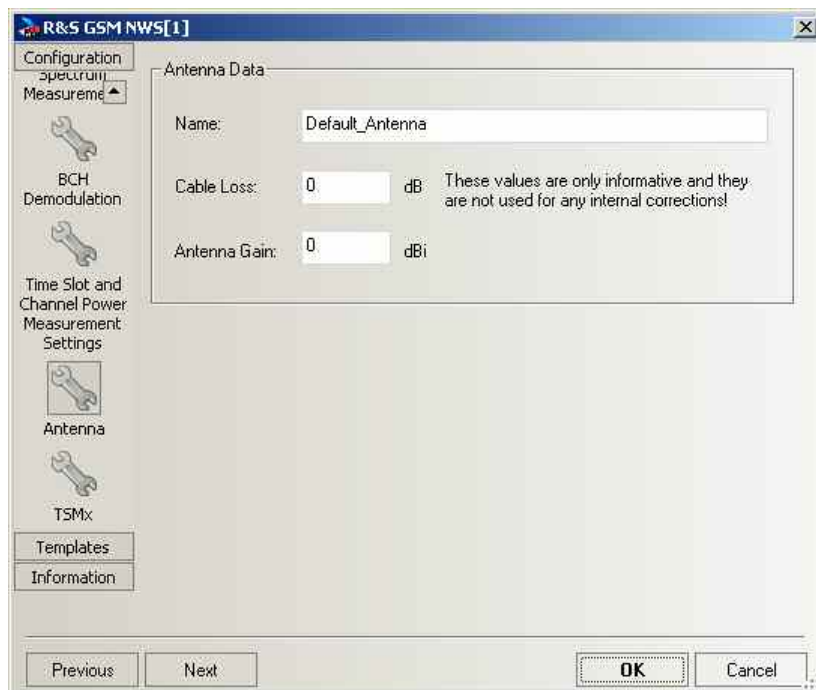 R&S GSM NWS[1]
Configuration
Spectrum
Measureme
BCH
Demodulation
Time Slot and
Channel Power
Measurement
Settings
Antenna
TSMx
Templates
Information
Antenna Data
Name:
Default_Antenna
Cable Loss:
0
dB
These values are only informative and they
are not used for any internal corrections!
Antenna Gain:
0
dBi
Previous
Next
OK
Cancel